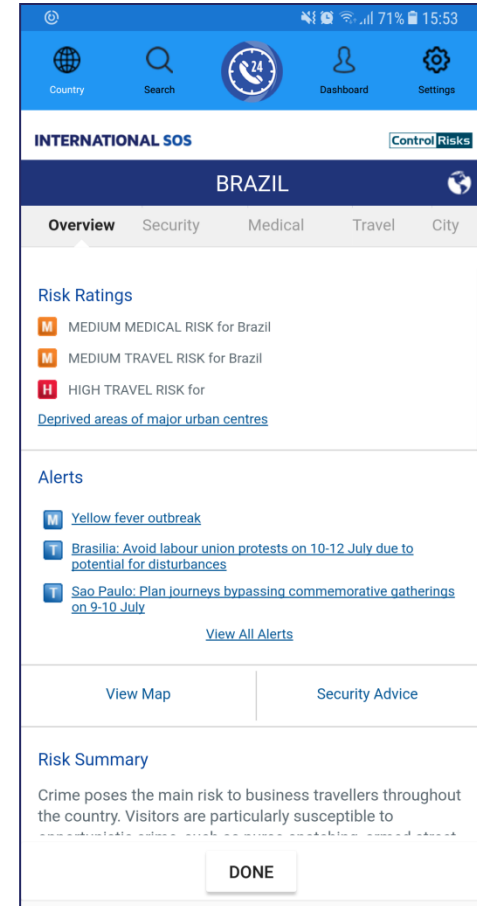 71% 15:53
24
Country Search Dashboard Settings
INTERNATIONAL SOS Control Risks
BRAZIL
Overview Security Medical Travel City
Risk Ratings
M MEDIUM MEDICAL RISK for Brazil
M MEDIUM TRAVEL RISK for Brazil
H HIGH TRAVEL RISK for
Deprived areas of major urban centres
Alerts
M Yellow fever outbreak
T Brasilia: Avoid labour union protests on 10-12 July due to
potential for disturbances
T Sao Paulo: Plan journeys bypassing commemorative gatherings
on 9-10 July
View All Alerts
View Map Security Advice
Risk Summary
Crime poses the main risk to business travellers throughout
the country. Visitors are particularly susceptible to
DONE